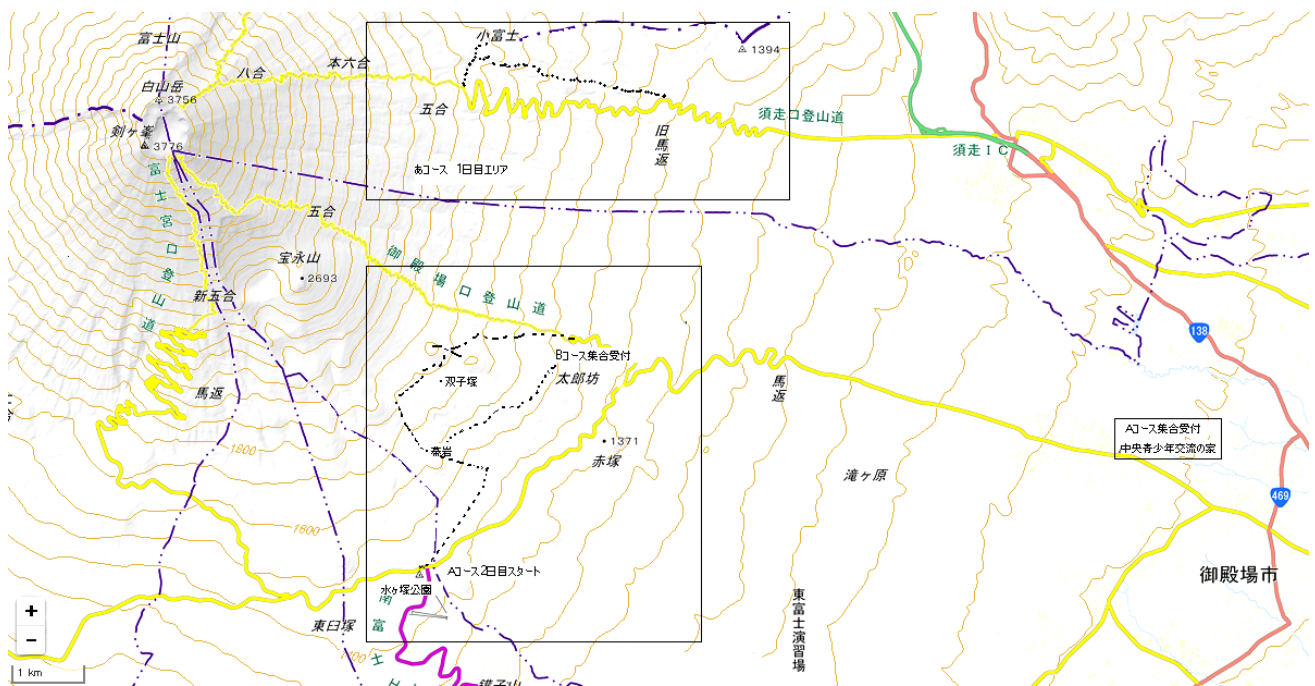 富士山
小富士
1394
八合
本六合
白山岳
3756
五合
須走口登山道
旧馬返
剣ヶ峯
3776
須走IC
あコース 1日目エリア
富士宮口登山道
五合
御殿場口登山道
宝永山
2693
新五合
138
Bコース集合受付
双子塚
太郎坊
馬返
馬返
1371
赤塚
Aコース集合受付
中央青少年交流の家
幕岩
滝ヶ原
1800
469
1800
Aコース2日目スタート
水ヶ塚公園
御殿場市
+
−
東臼塚
南富士
東富士演習場
1 km